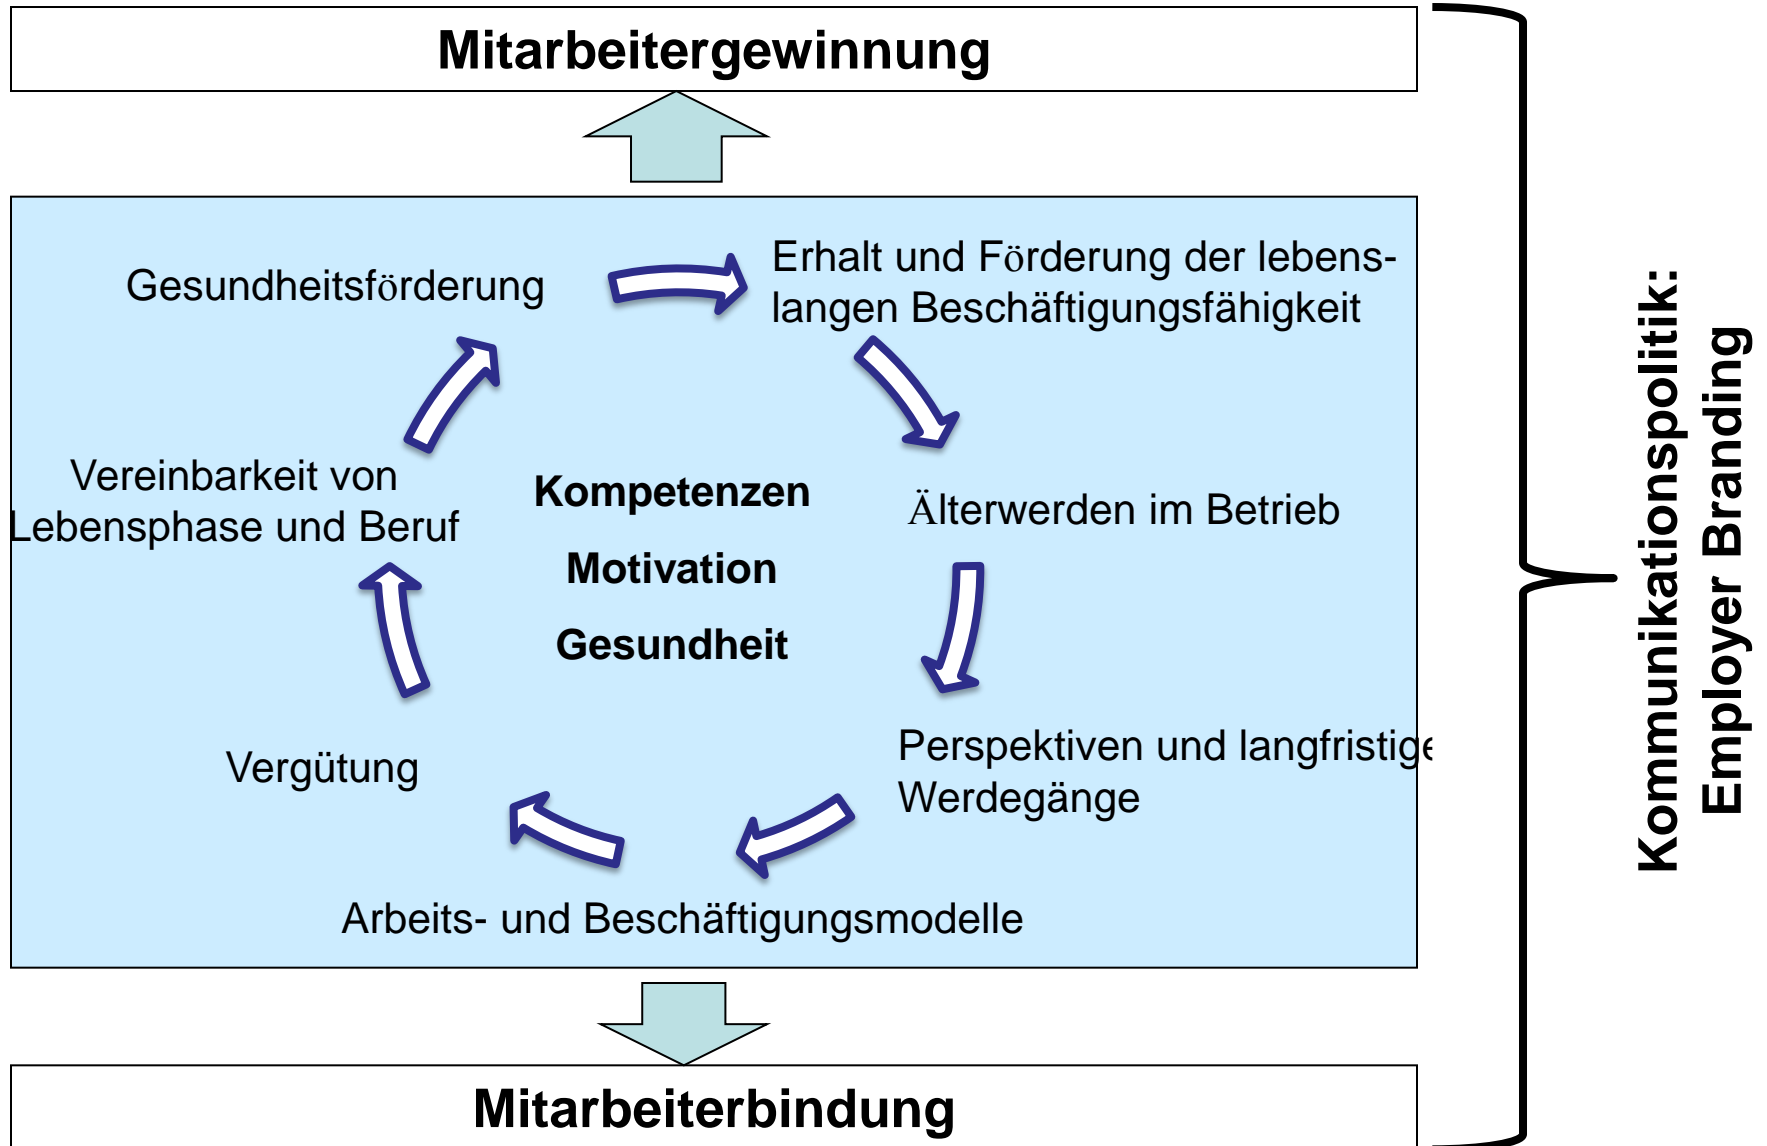 Mitarbeitergewinnung
Gesundheitsförderung
Erhalt und Förderung der lebens-
langen Beschäftigungsfähigkeit
Vereinbarkeit von
Lebensphase und Beruf
Kompetenzen
Motivation
Gesundheit
Älterwerden im Betrieb
Vergütung
Perspektiven und langfristige
Werdegänge
Arbeits- und Beschäftigungsmodelle
Mitarbeiterbindung
Kommunikationspolitik:
Employer Branding